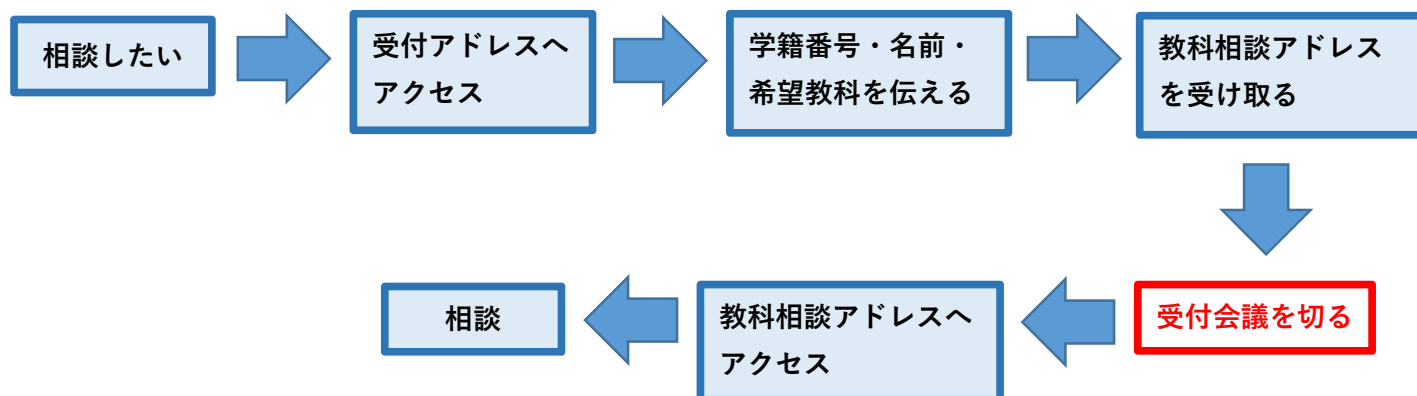 相談したい
受付アドレスへ
アクセス
学籍番号・名前・
希望教科を伝える
教科相談アドレス
を受け取る
受付会議を切る
教科相談アドレスへ
アクセス
相談